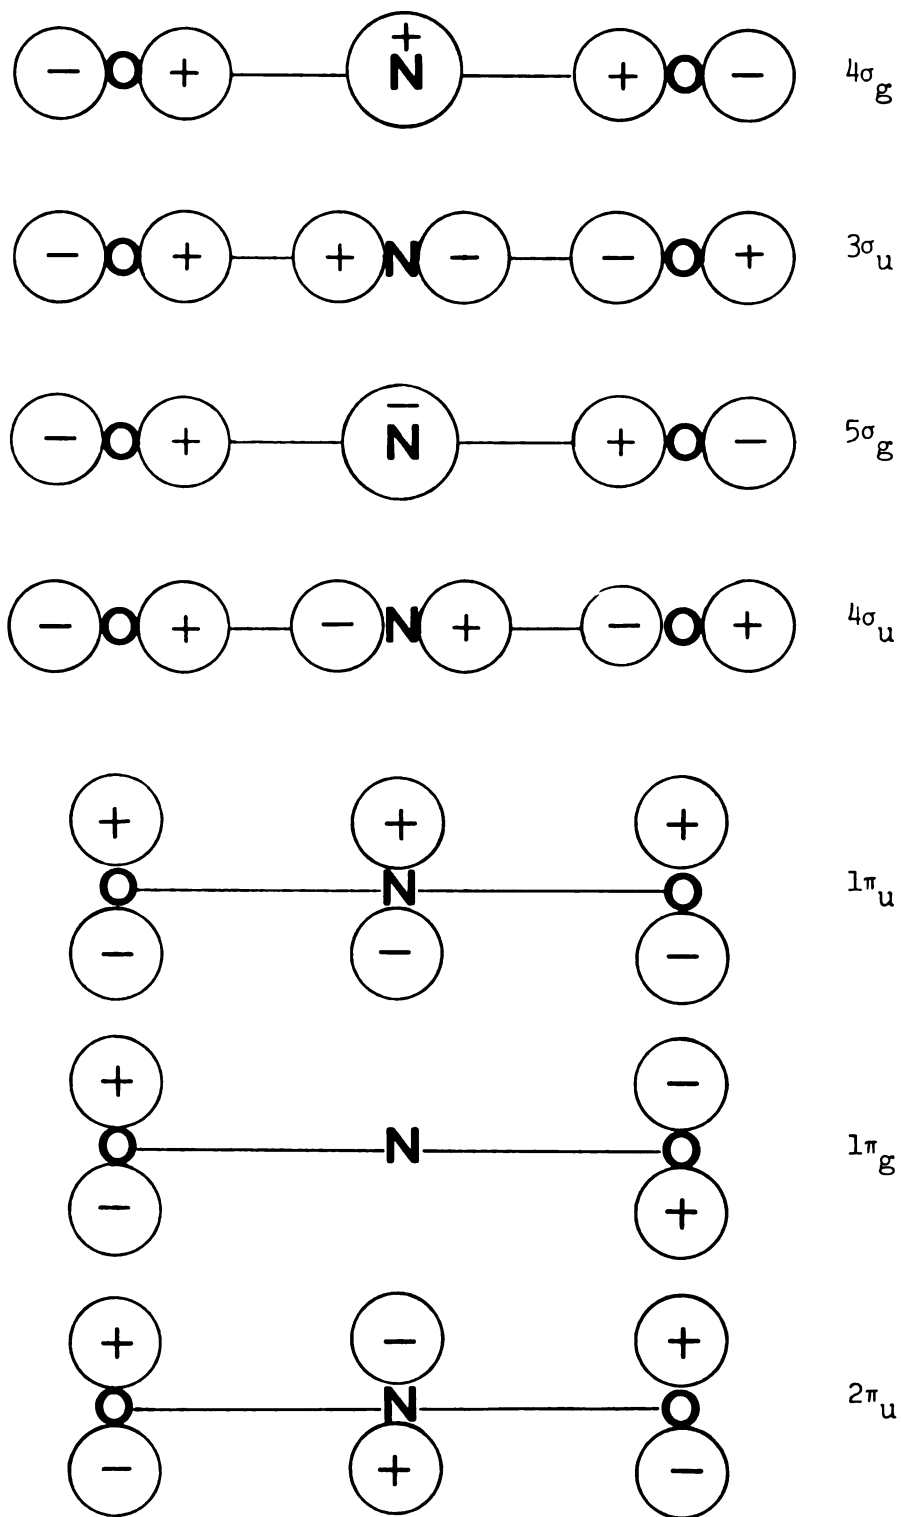 − O + + N + O − 4σg
− O + + N − − O + 3σu
− O + − N + O − 5σg
− O + − N + − O + 4σu
+ + +
O N O 1πu
− − −
+ −
O N O 1πg
− +
+ − +
O N O 2πu
− + −